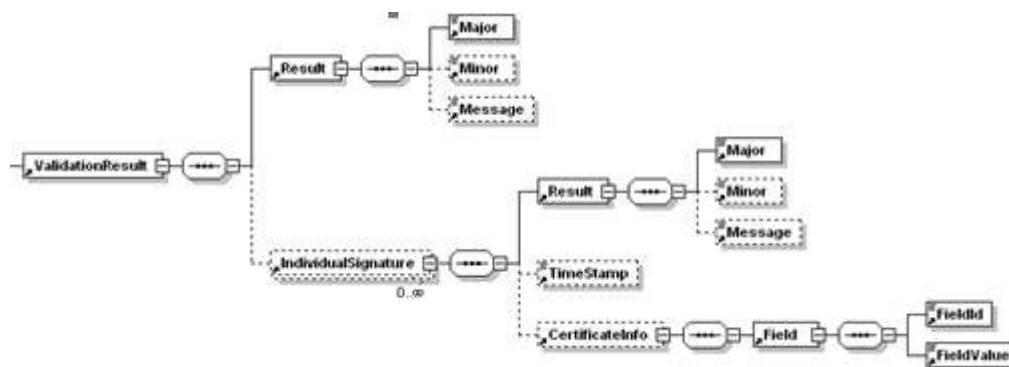 Major
Result
Minor
Message
ValidationResult
Major
Result
Minor
Message
IndividualSignature
0..∞
TimeStamp
CertificateInfo
Field
FieldId
FieldValue